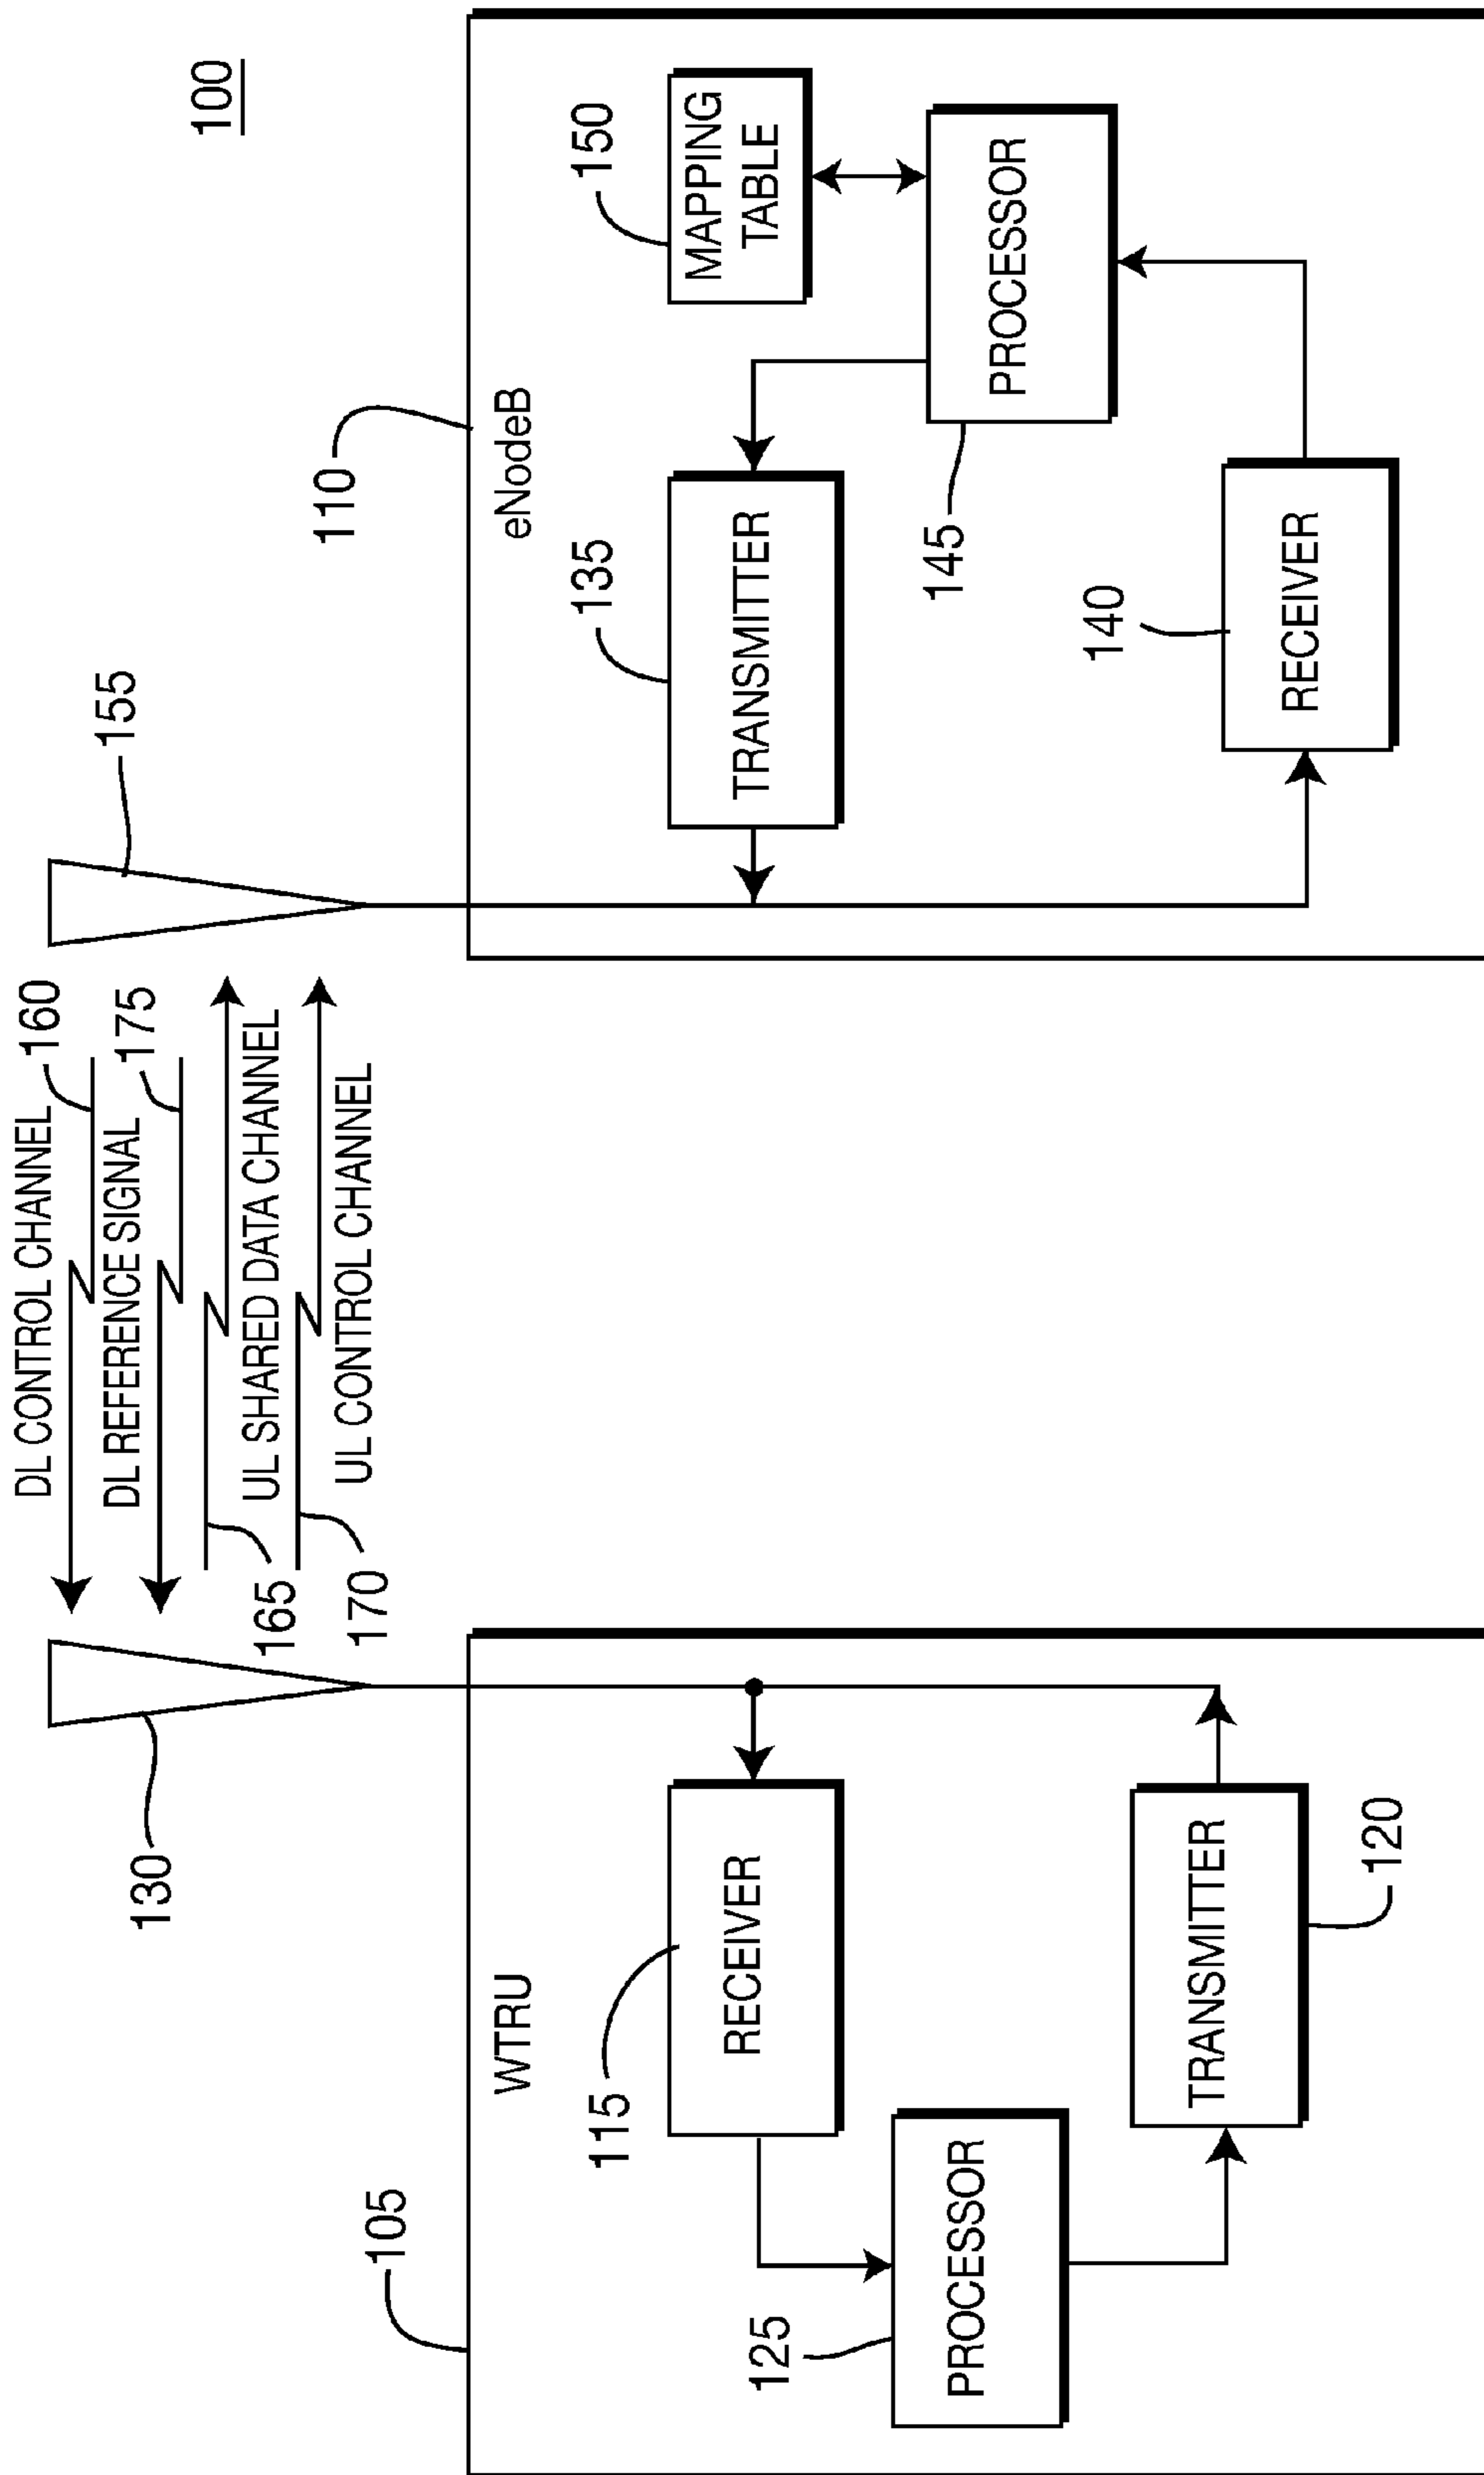 100
DL CONTROL CHANNEL
160
DL REFERENCE SIGNAL
175
UL SHARED DATA CHANNEL
165
UL CONTROL CHANNEL
170
130
155
105
WTRU
115
RECEIVER
125
PROCESSOR
TRANSMITTER
120
110
eNodeB
135
TRANSMITTER
150
MAPPING
TABLE
145
PROCESSOR
140
RECEIVER